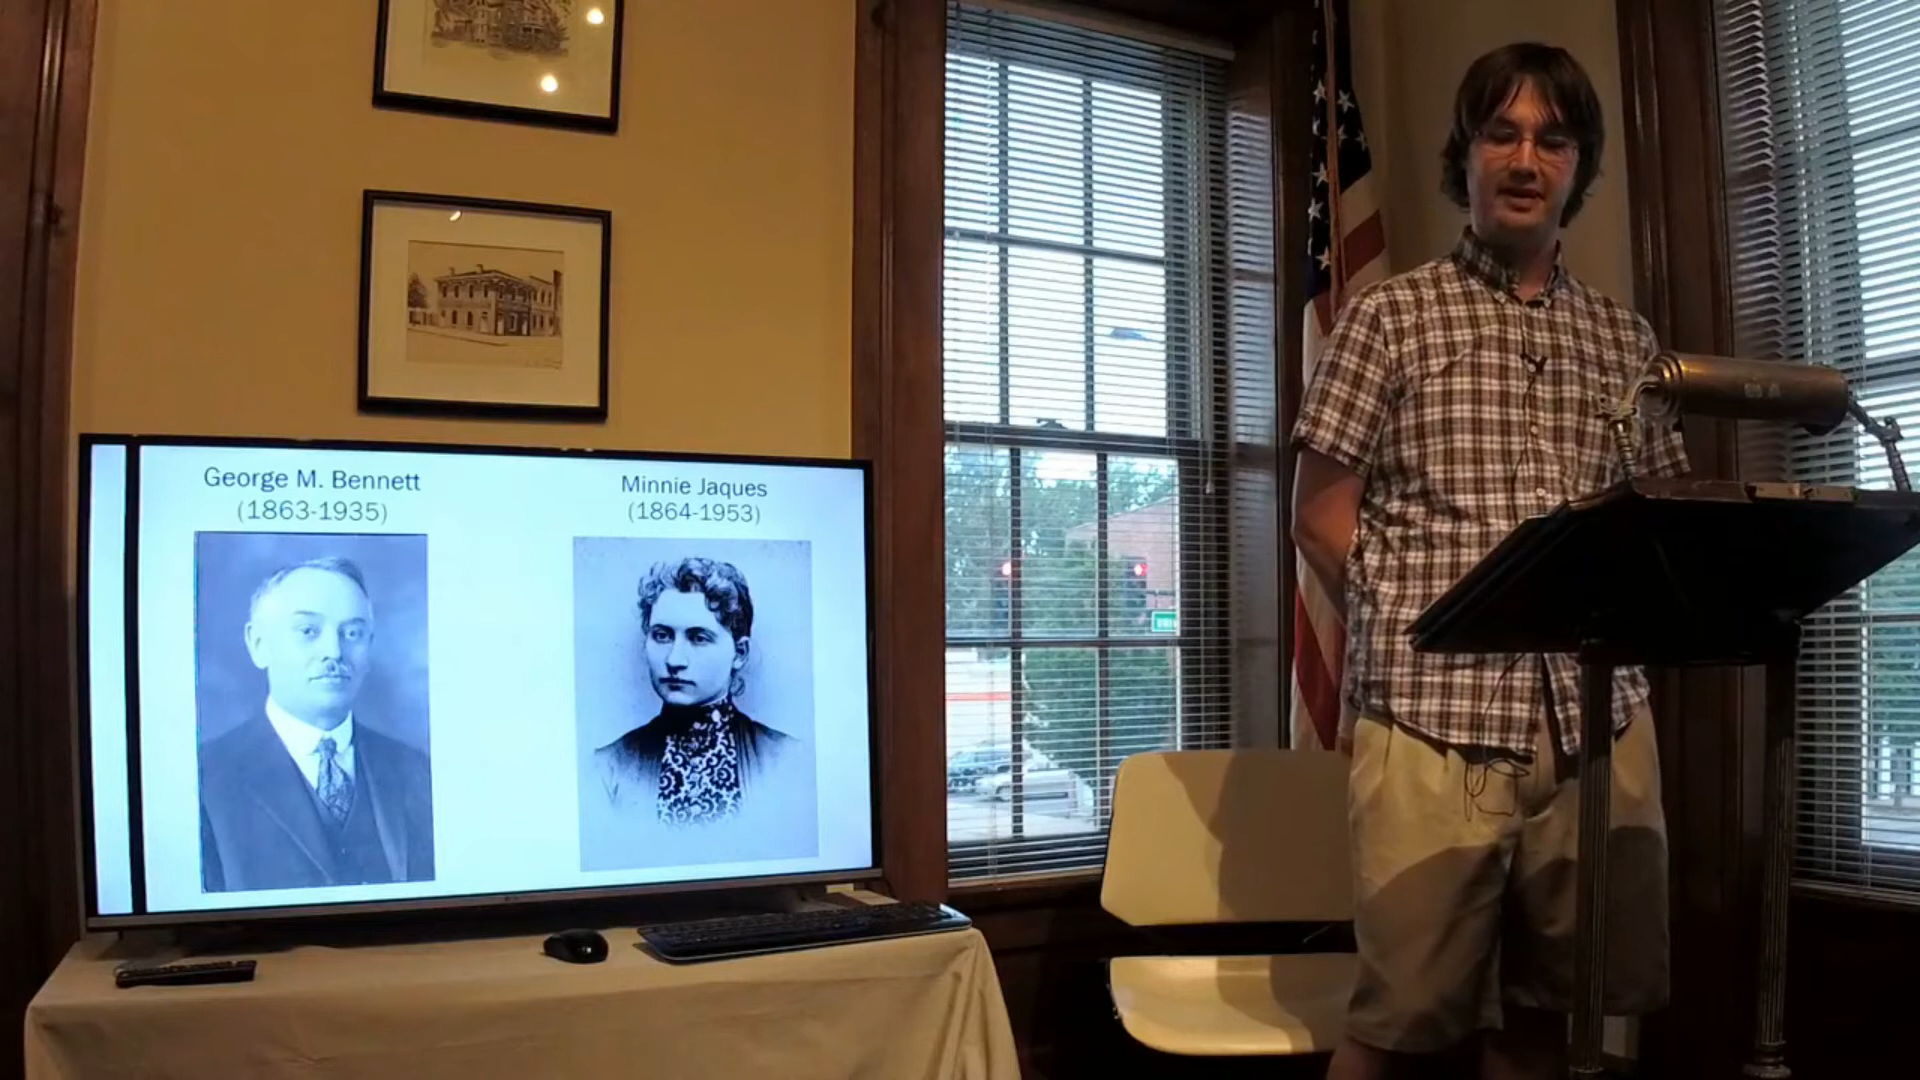 George M. Bennett
(1863-1935)
Minnie Jaques
(1864-1953)